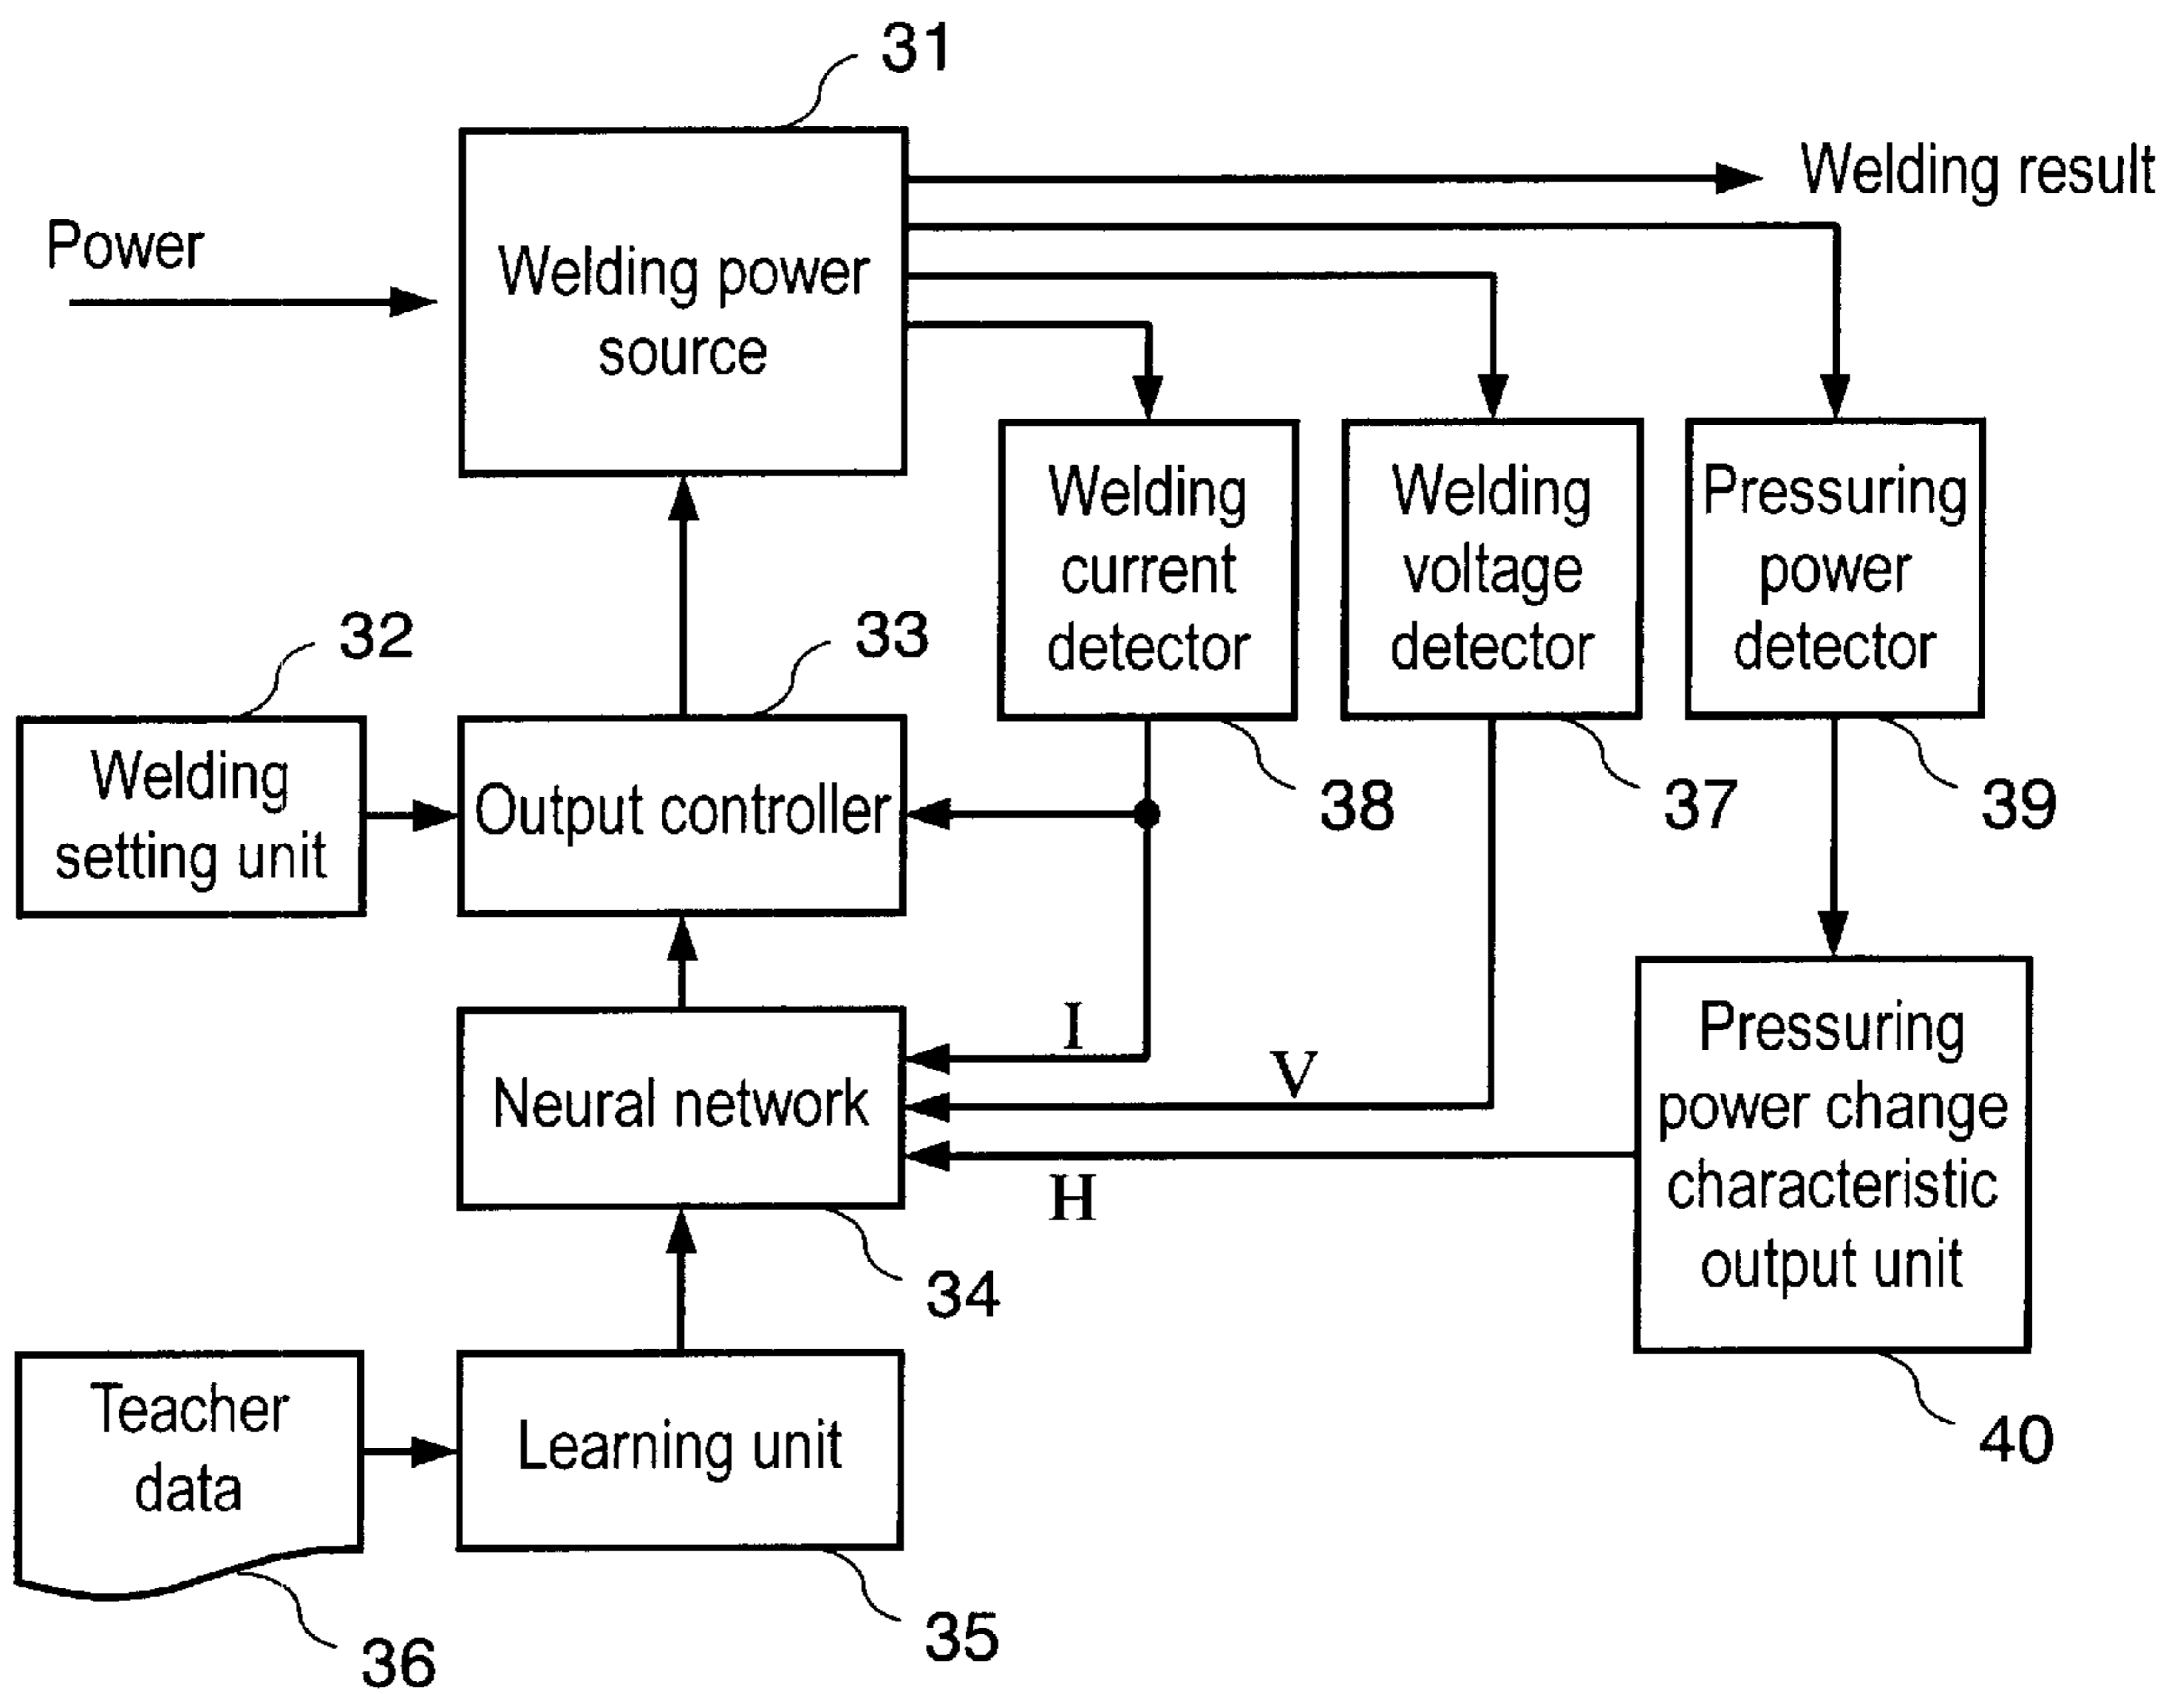 31
Welding result
Power
Welding power
source
Welding
current
detector
Welding
voltage
detector
Pressuring
power
detector
32
33
Welding
setting unit
Output controller
38
37
39
I
V
H
Neural network
Pressuring
power change
characteristic
output unit
34
Teacher
data
Learning unit
40
35
36